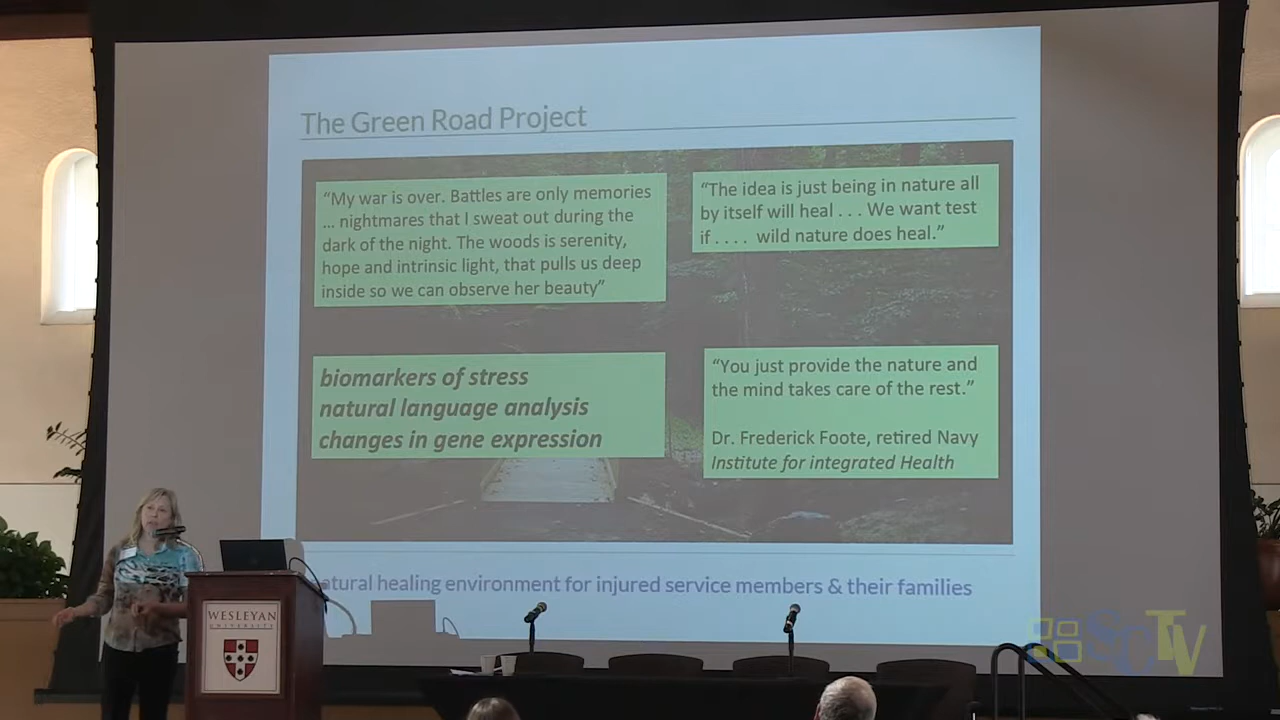 The Green Road Project
“My war is over. Battles are only memories
... nightmares that I sweat out during the
dark of the night. The woods is serenity,
hope and intrinsic light, that pulls us deep
inside so we can observe her beauty”
“The idea is just being in nature all
by itself will heal . . . We want test
if . . . . wild nature does heal.”
biomarkers of stress
natural language analysis
changes in gene expression
“You just provide the nature and
the mind takes care of the rest.”
Dr. Frederick Foote, retired Navy
Institute for integrated Health
atural healing environment for injured service members & their families
WESLEYAN
UNIVERSITY
SCTV